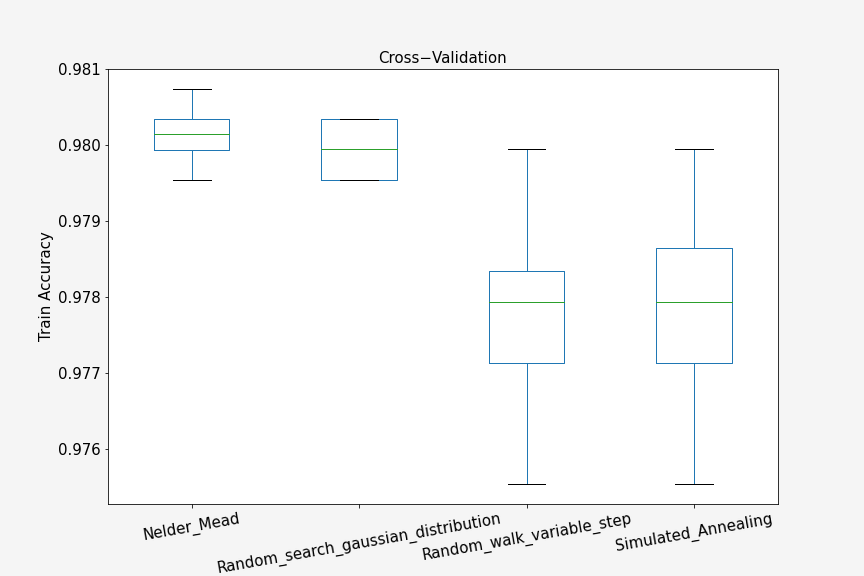 Cross−Validation
0.981
0.980
0.979
0.978
0.977
0.976
Train Accuracy
Nelder_Mead
Random_search_gaussian_distribution
Random_walk_variable_step
Simulated_Annealing